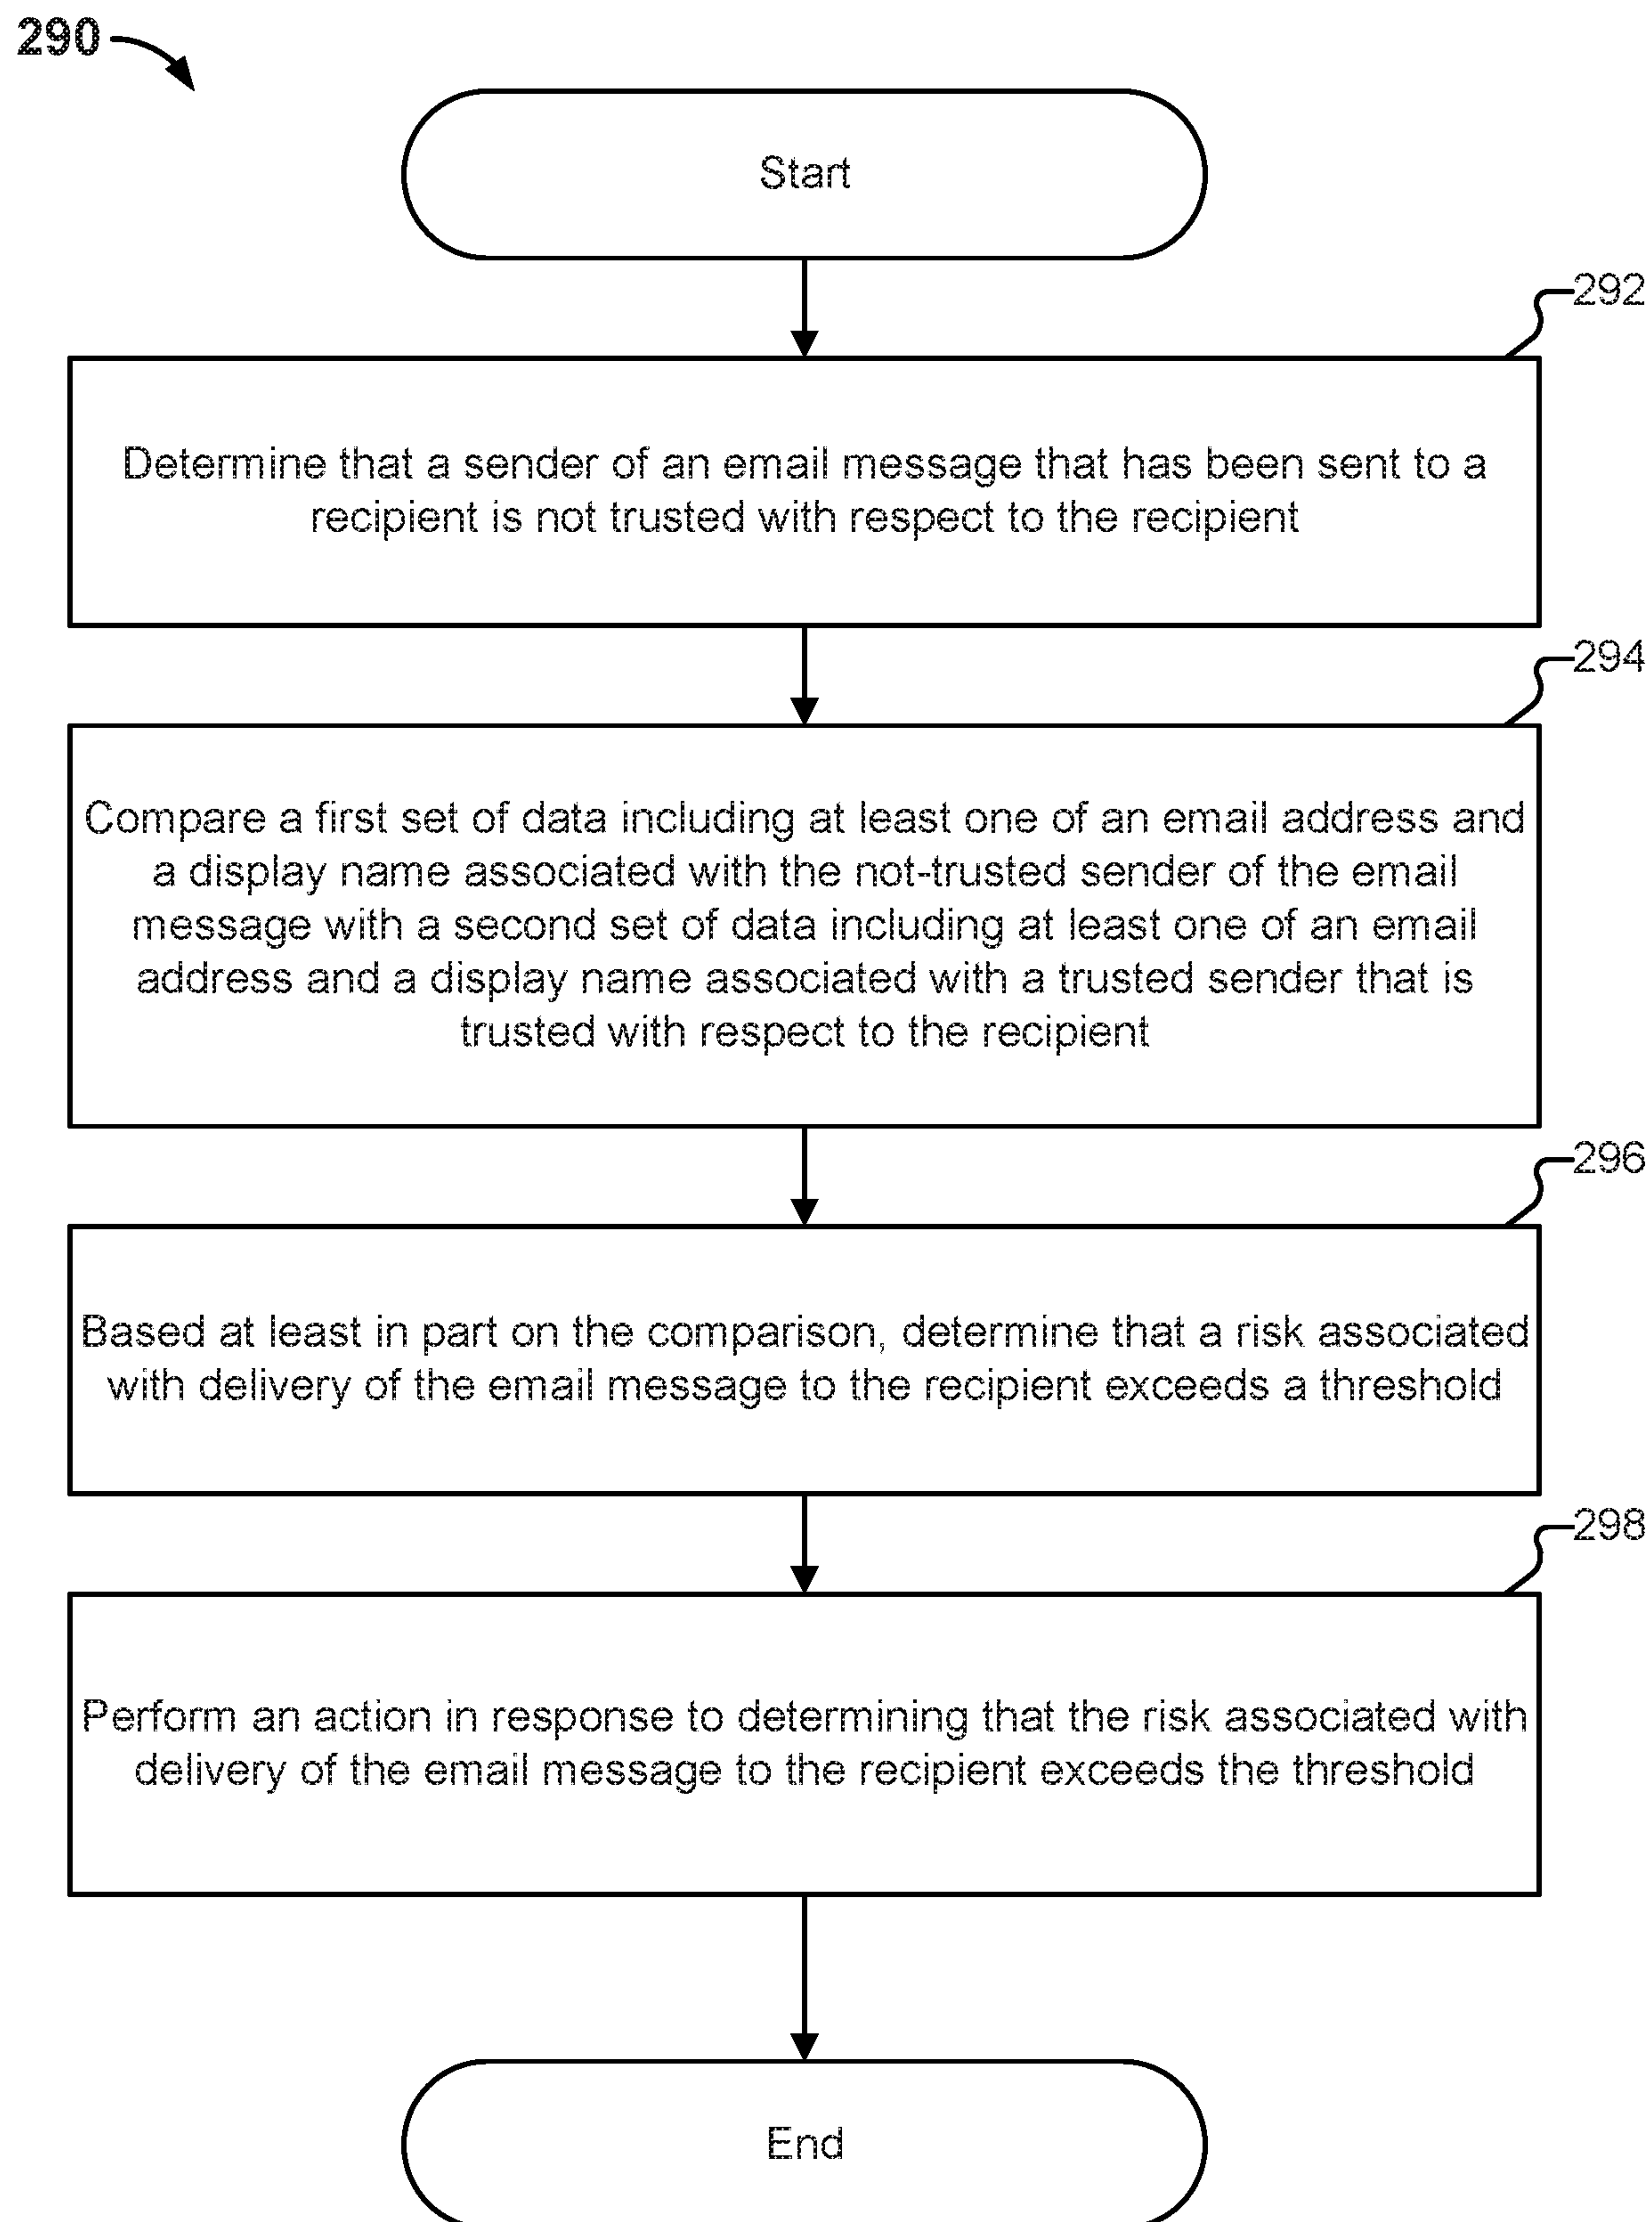 290
Start
292
Determine that a sender of an email message that has been sent to a
recipient is not trusted with respect to the recipient
294
Compare a first set of data including at least one of an email address and
a display name associated with the not-trusted sender of the email
message with a second set of data including at least one of an email
address and a display name associated with a trusted sender that is
trusted with respect to the recipient
296
Based at least in part on the comparison, determine that a risk associated
with delivery of the email message to the recipient exceeds a threshold
298
Perform an action in response to determining that the risk associated with
delivery of the email message to the recipient exceeds the threshold
End